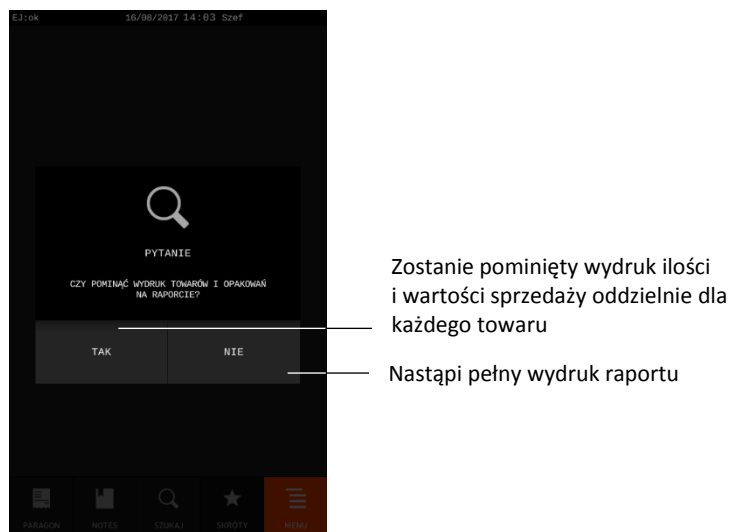 EJ:ok 16/08/2017 14:03 Szef
PYTANIE
CZY POMINĄĆ WYDRUK TOWARÓW I OPAKOWAŃ
NA RAPORCIE?
TAK NIE
Zostanie pominięty wydruk ilości
i wartości sprzedaży oddzielnie dla
każdego towaru
Nastąpi pełny wydruk raportu
PARAGON NOTES SZUKAJ SKRÓTY MENU